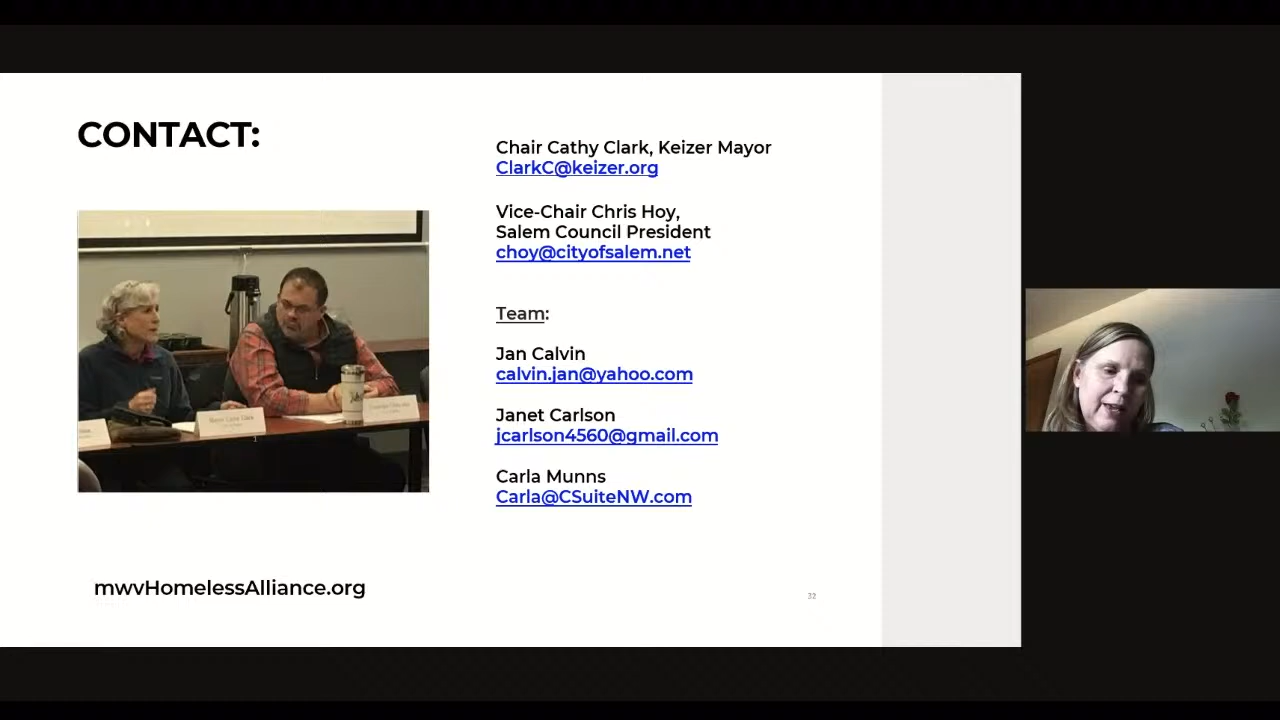 CONTACT:
Chair Cathy Clark, Keizer Mayor
ClarkC@keizer.org
Vice-Chair Chris Hoy,
Salem Council President
choy@cityofsalem.net
Team:
Jan Calvin
calvin.jan@yahoo.com
Janet Carlson
jcarlson4560@gmail.com
Carla Munns
Carla@CSuiteNW.com
mwvHomelessAlliance.org
32